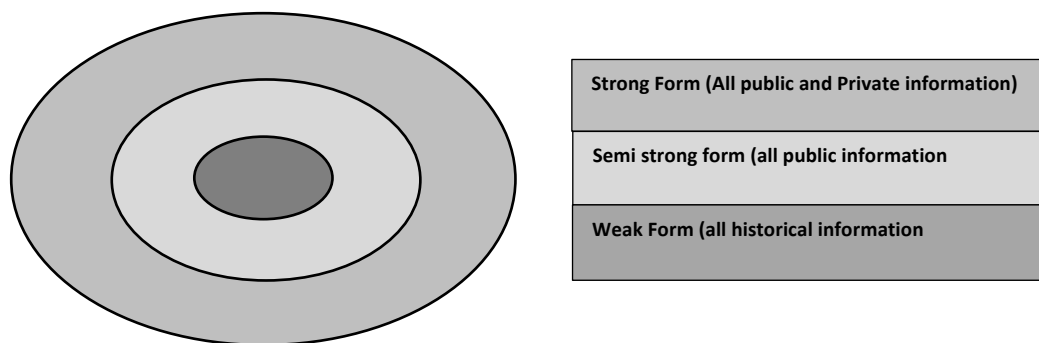 Strong Form (All public and Private information)
Semi strong form (all public information
Weak Form (all historical information